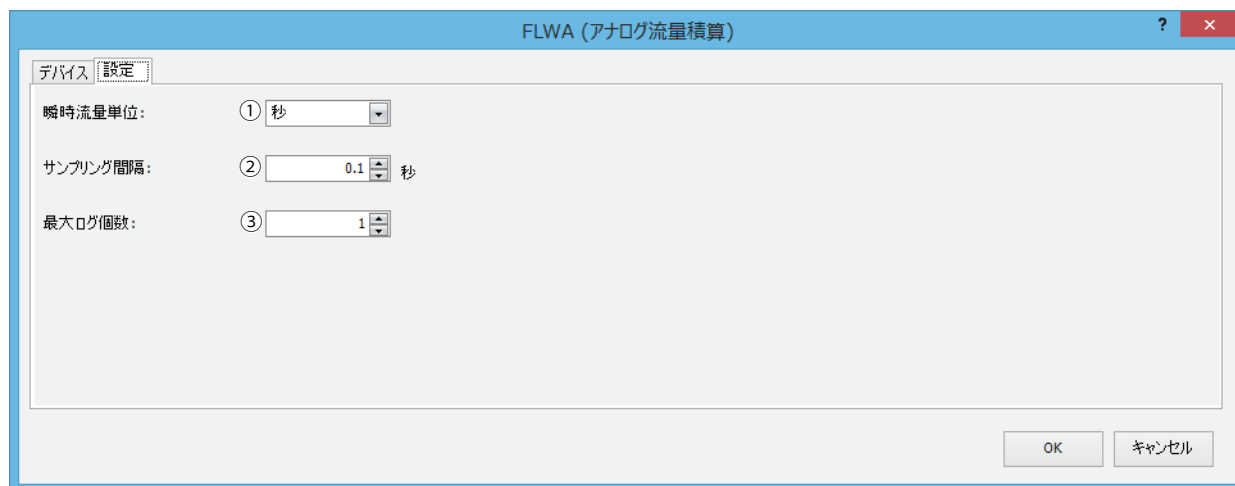 FLWA (アナログ流量積算)
? ×
デバイス 設定
瞬時流量単位: ① 秒
サンプリング間隔: ② 0.1 秒
最大ログ個数: ③ 1
OK キャンセル